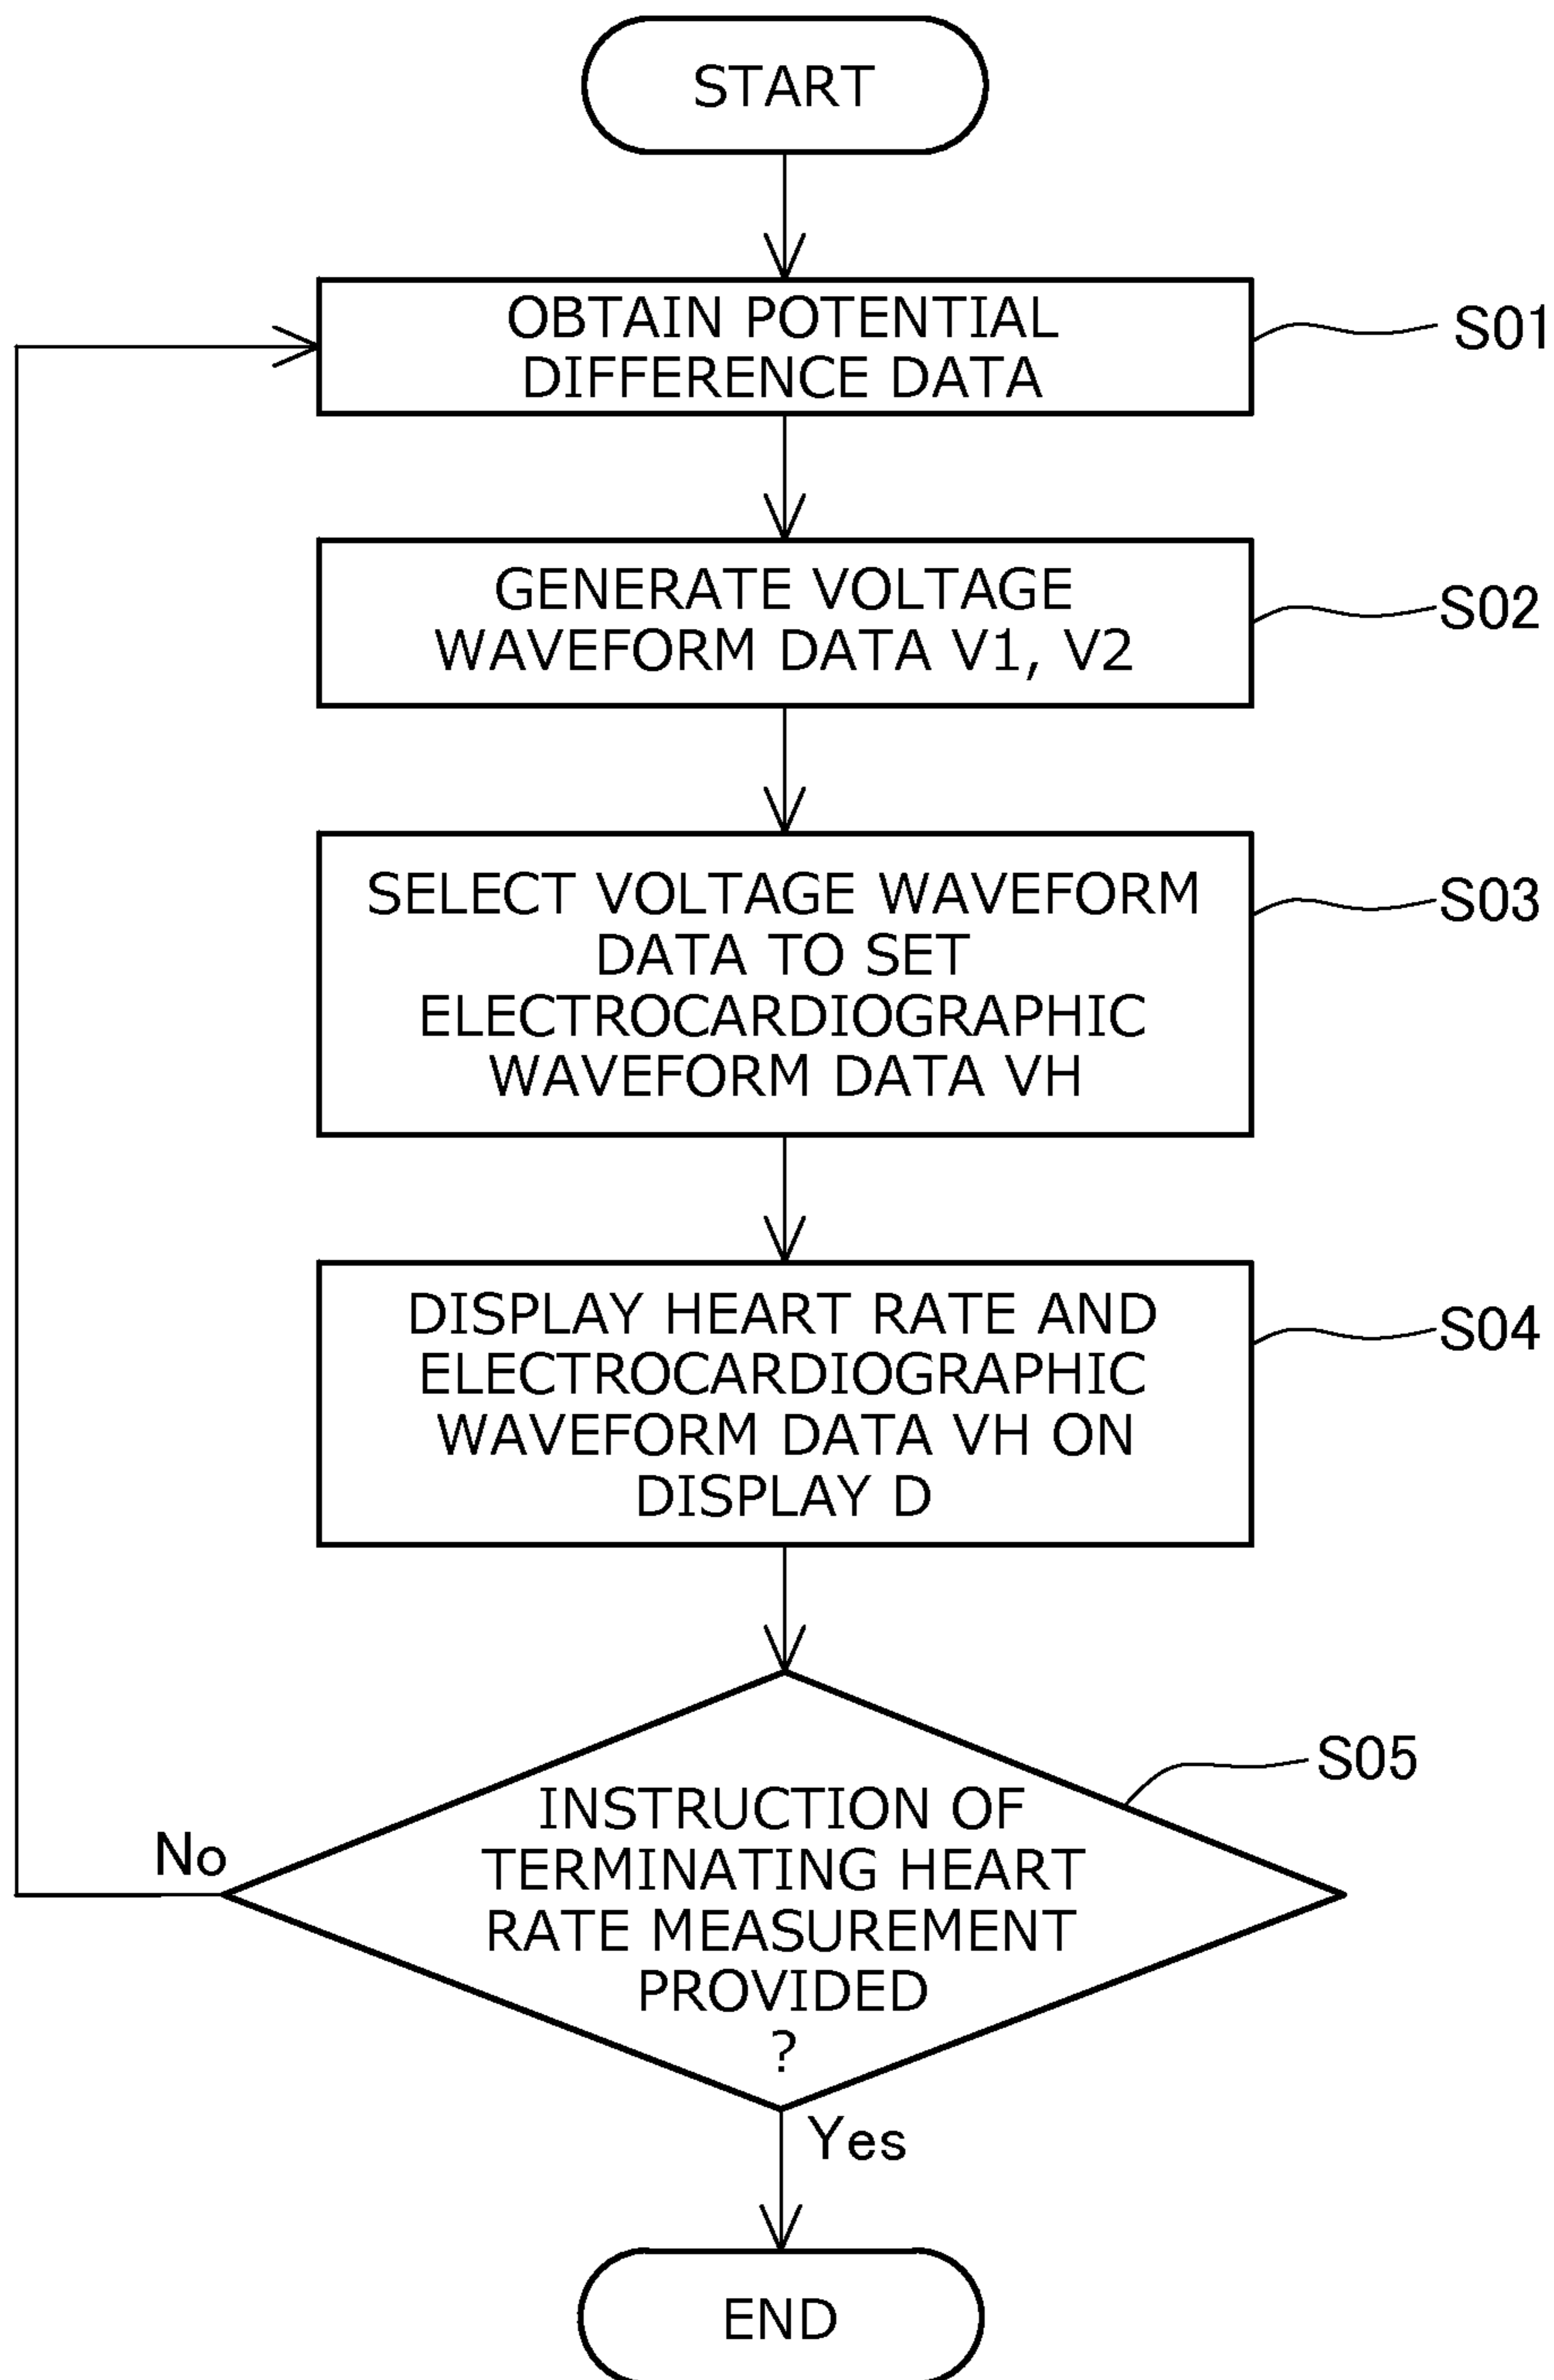 START
OBTAIN POTENTIAL
DIFFERENCE DATA
S01
GENERATE VOLTAGE
WAVEFORM DATA V1, V2
S02
SELECT VOLTAGE WAVEFORM
DATA TO SET
ELECTROCARDIOGRAPHIC
WAVEFORM DATA VH
S03
DISPLAY HEART RATE AND
ELECTROCARDIOGRAPHIC
WAVEFORM DATA VH ON
DISPLAY D
S04
INSTRUCTION OF
TERMINATING HEART
RATE MEASUREMENT
PROVIDED
?
S05
No
Yes
END